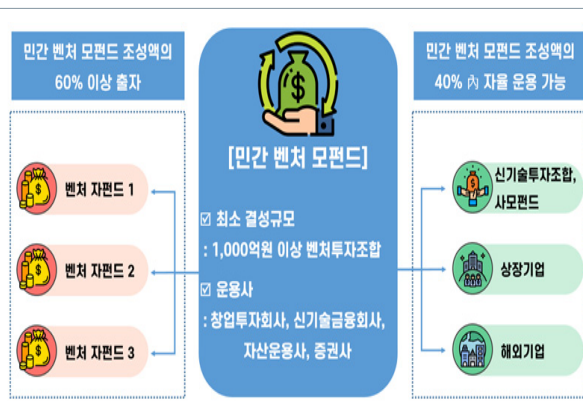 민간 벤처 모펀드 조성액의
60% 이상 출자
벤처 자펀드 1
벤처 자펀드 2
벤처 자펀드 3
[민간 벤처 모펀드]
☑ 최소 결성규모
: 1,000억원 이상 벤처투자조합
☑ 운용사
: 창업투자회사, 신기술금융회사,
자산운용사, 증권사
민간 벤처 모펀드 조성액의
40% 內 자율 운용 가능
신기술투자조합,
사모펀드
상장기업
해외기업